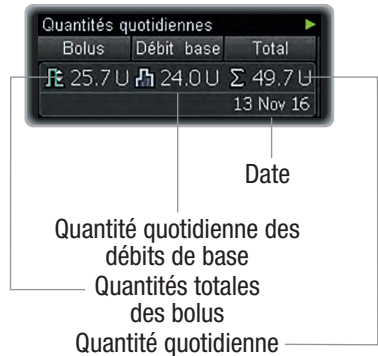 Quantités quotidiennes
Bolus Débit base Total
25.7 U 24.0 U Σ 49.7 U
13 Nov 16
Date
Quantité quotidienne des
débits de base
Quantités totales
des bolus
Quantité quotidienne